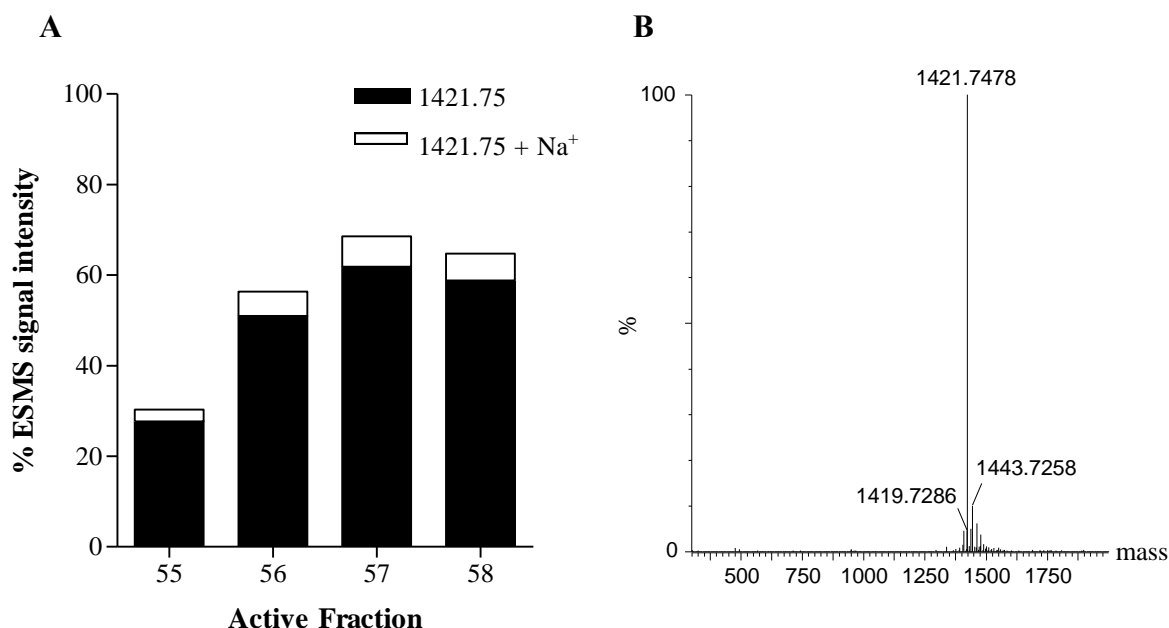 A
% ESMS signal intensity
100
80
60
40
20
0
1421.75
1421.75 + Na⁺
55 56 57 58
Active Fraction
B
1421.7478
100
%
1443.7258
1419.7286
0
mass
500 750 1000 1250 1500 1750